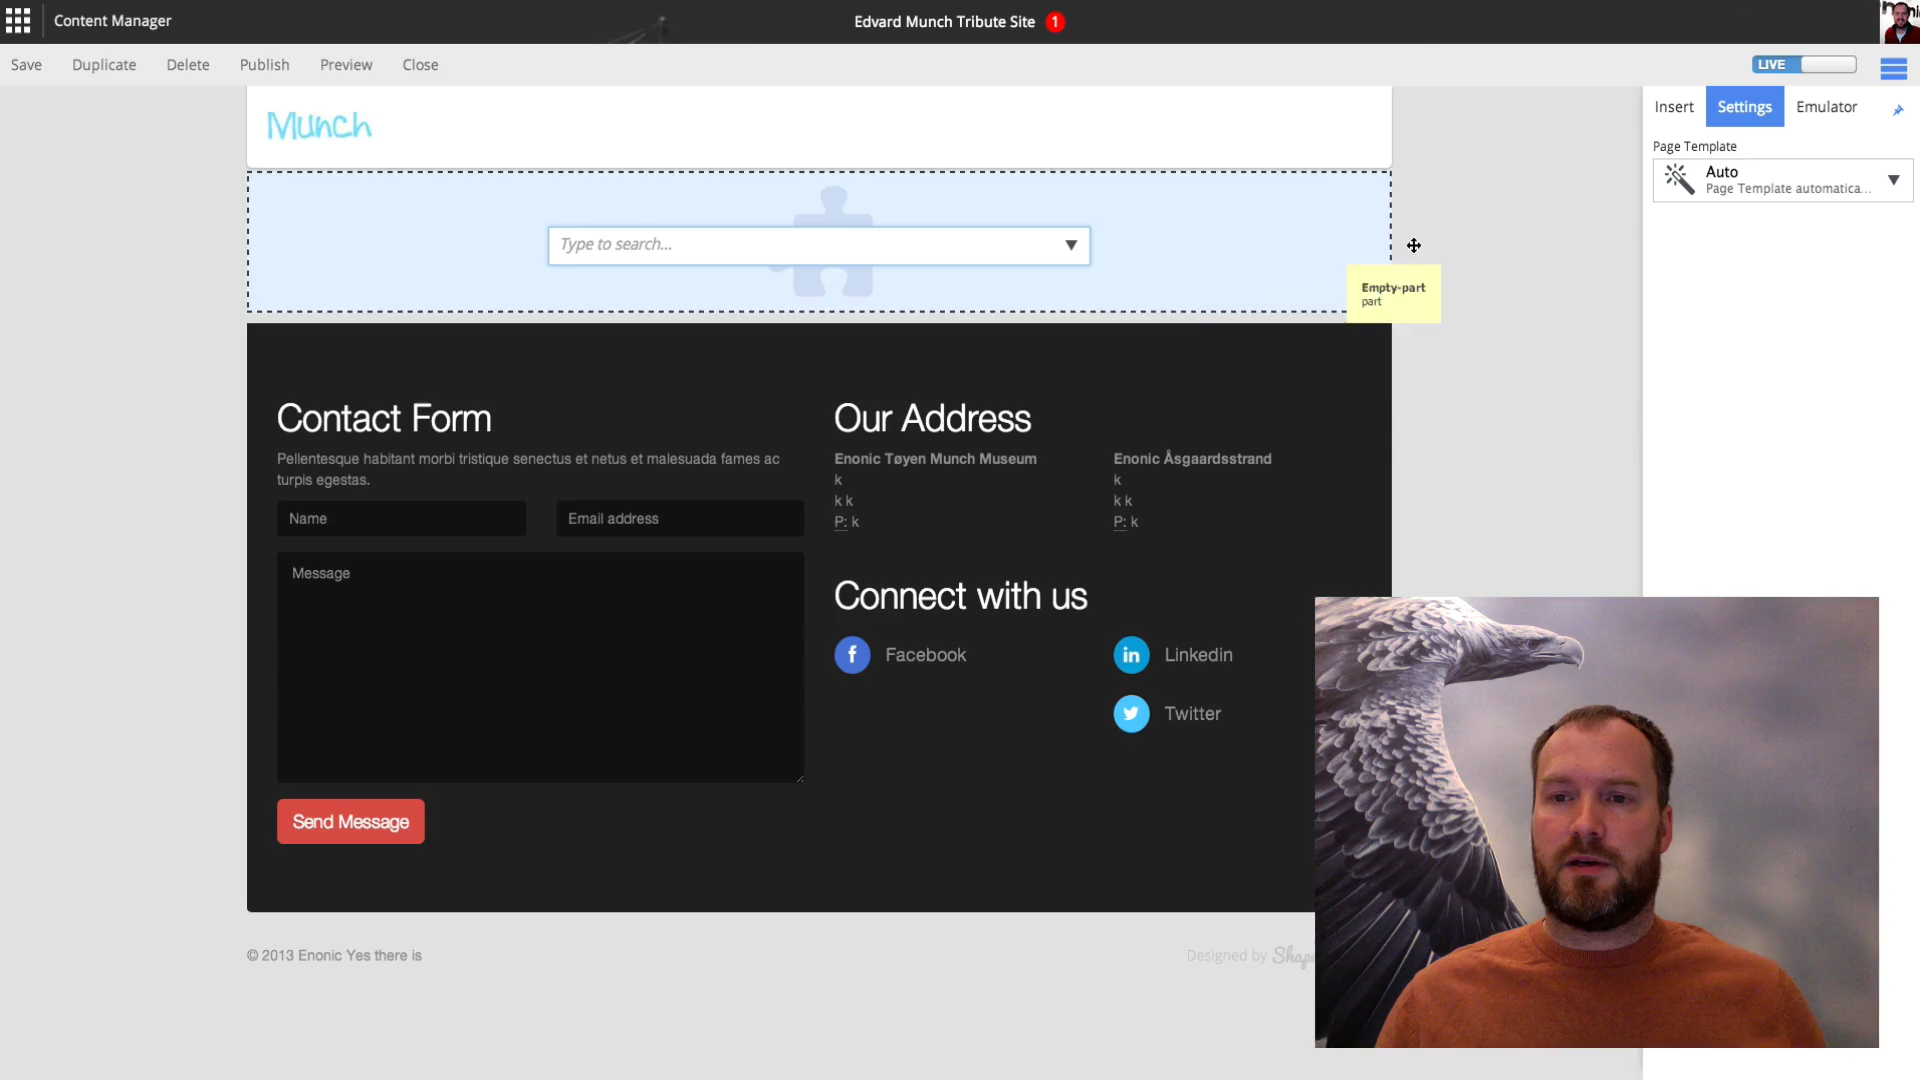 Content Manager
Edvard Munch Tribute Site 1
Save Duplicate Delete Publish Preview Close
LIVE
Insert Settings Emulator
Page Template
Auto
Page Template automatica...
Munch
Type to search...
Empty-part
part
Contact Form
Pellentesque habitant morbi tristique senectus et netus et malesuada fames ac
turpis egestas.
Name
Email address
Message
Send Message
Our Address
Enonic Tøyen Munch Museum
k
k k
P: k
Enonic Åsgaardsstrand
k
k k
P: k
Connect with us
f Facebook
in Linkedin
Twitter
© 2013 Enonic Yes there is
Designed by